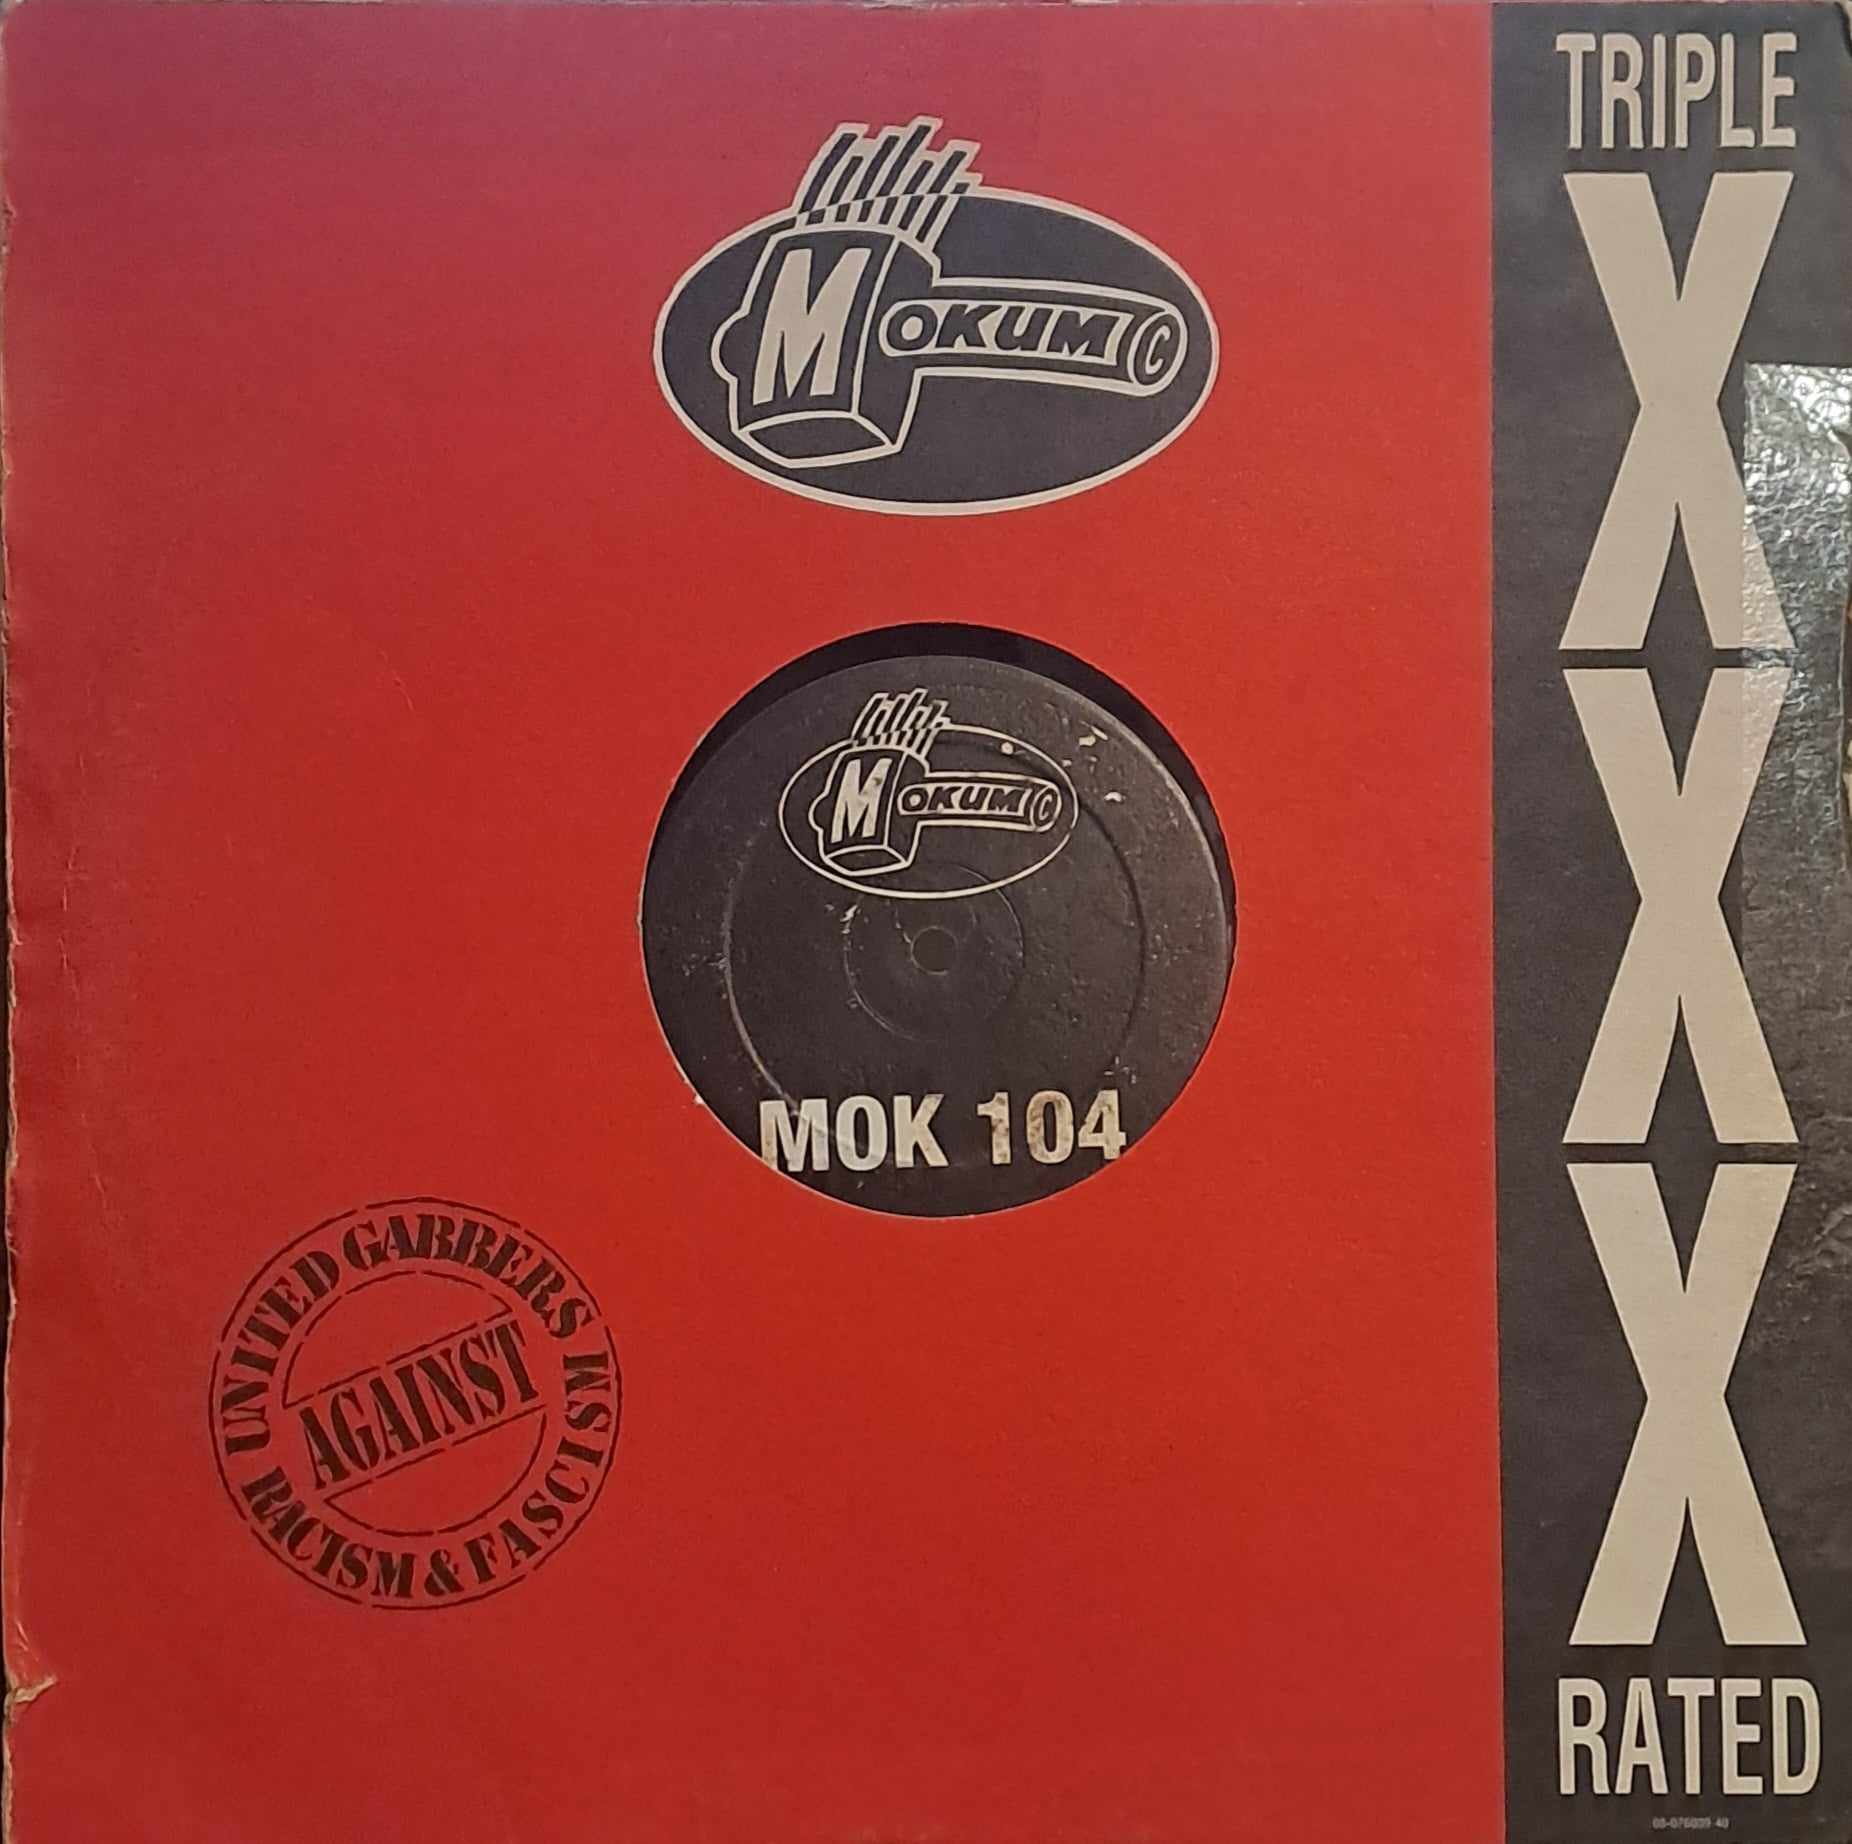 TRIPLE
X
X
X
RATED
MOKUM ©
MOKUM ©
MOK 104
UNITED GABBERS
AGAINST
RACISM & FASCISM